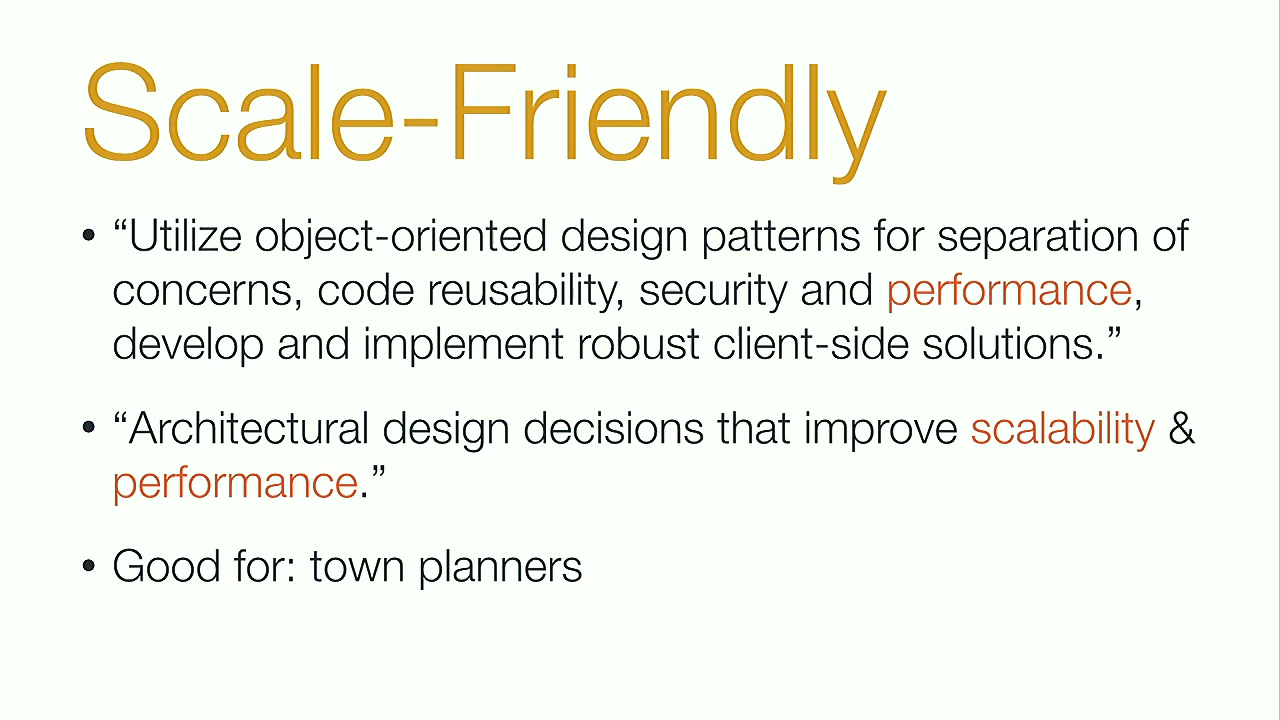 Scale-Friendly
• “Utilize object-oriented design patterns for separation of
concerns, code reusability, security and performance,
develop and implement robust client-side solutions.”
• “Architectural design decisions that improve scalability &
performance.”
• Good for: town planners